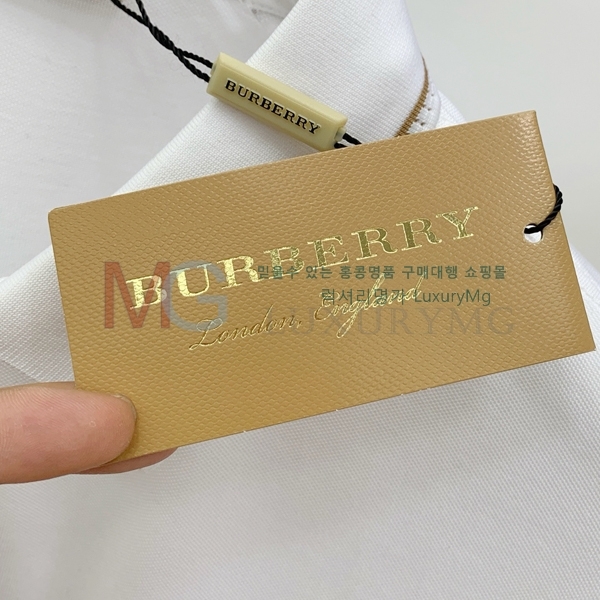 BURBERRY
BURBERRY
London, England
MG LUXURYMG
믿을수 있는 홍콩명품 구매대행 쇼핑몰
럭셔리명가 LuxuryMg